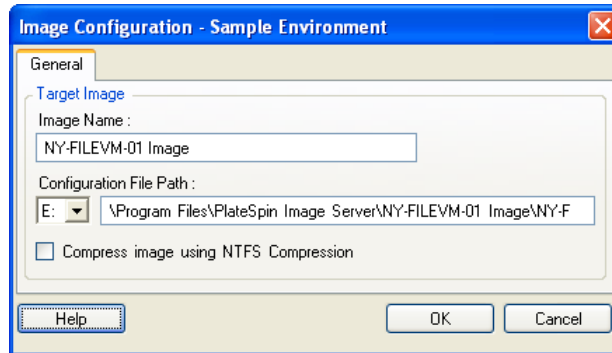 Image Configuration - Sample Environment
General
Target Image
Image Name :
NY-FILEVM-01 Image
Configuration File Path :
E: \Program Files\PlateSpin Image Server\NY-FILEVM-01 Image\NY-F
Compress image using NTFS Compression
Help OK Cancel